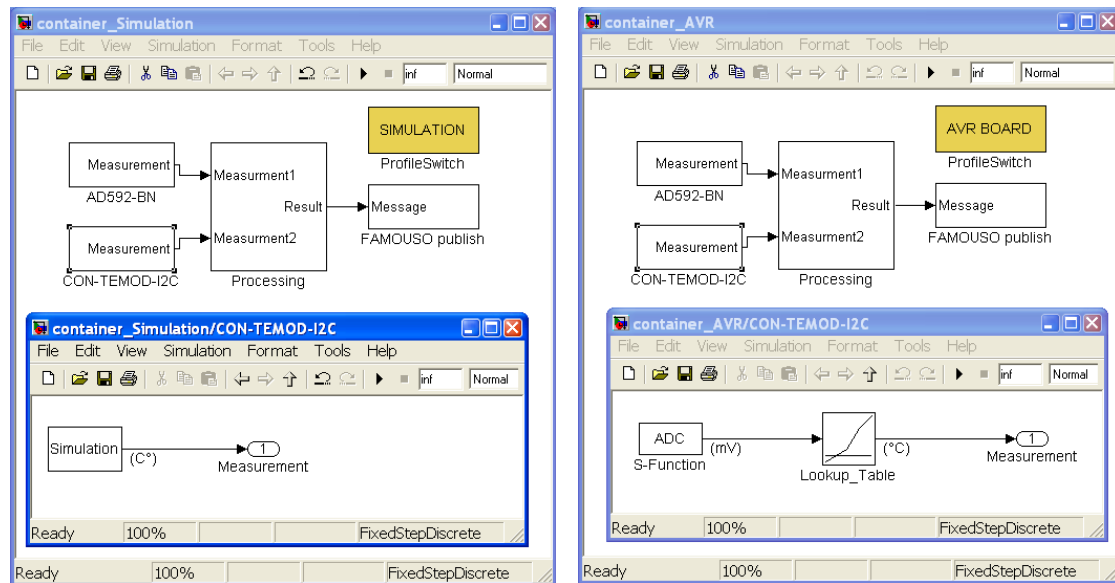 container_Simulation
File Edit View Simulation Format Tools Help
inf Normal
SIMULATION
ProfileSwitch
Measurement
AD592-BN
Measurment1
Result
Measurment2
Processing
Message
FAMOUSO publish
Measurement
CON-TEMOD-I2C
container_Simulation/CON-TEMOD-I2C
File Edit View Simulation Format Tools Help
inf Normal
Simulation
(C°)
1
Measurement
Ready 100% FixedStepDiscrete
Ready 100% FixedStepDiscrete
container_AVR
File Edit View Simulation Format Tools Help
inf Normal
AVR BOARD
ProfileSwitch
Measurement
AD592-BN
Measurment1
Result
Measurment2
Processing
Message
FAMOUSO publish
Measurement
CON-TEMOD-I2C
container_AVR/CON-TEMOD-I2C
File Edit View Simulation Format Tools Help
inf Normal
ADC
S-Function
(mV)
Lookup_Table
(°C)
1
Measurement
Ready 100% FixedStepDiscrete
Ready 100% FixedStepDiscrete